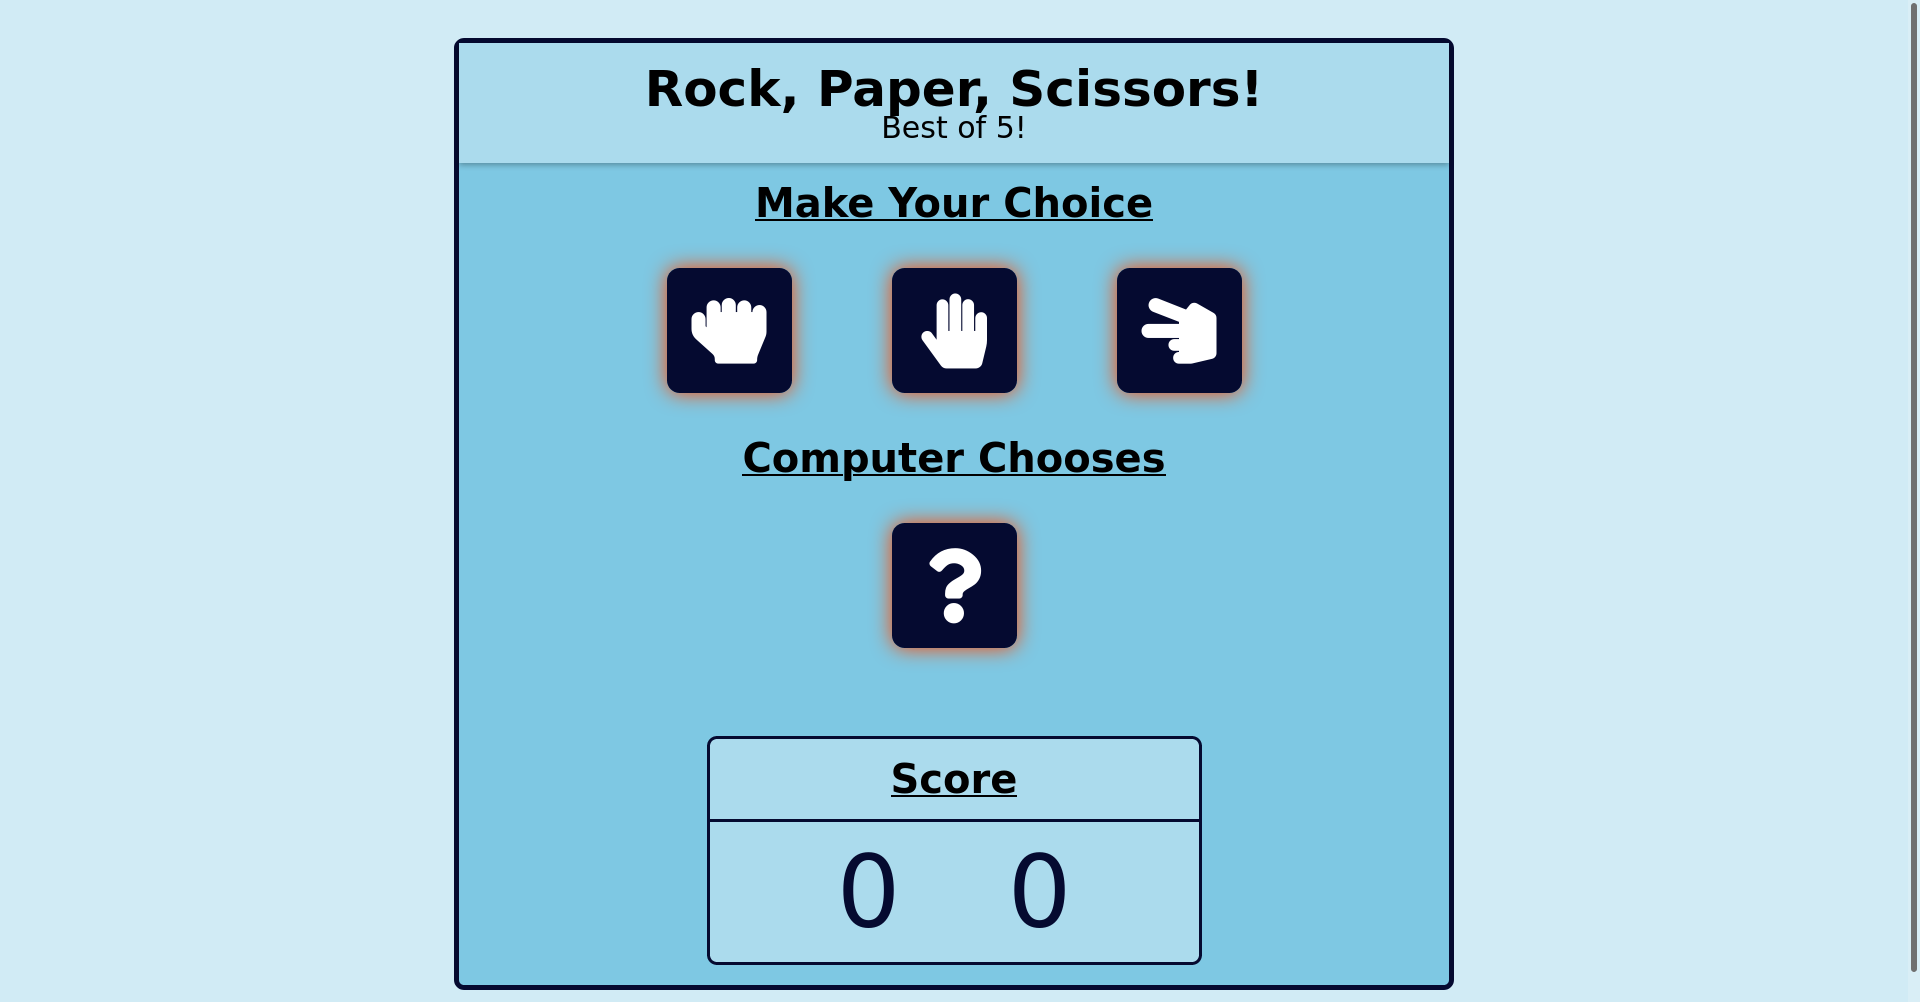 Rock, Paper, Scissors!
Best of 5!
Make Your Choice
Computer Chooses
?
Score
0 0